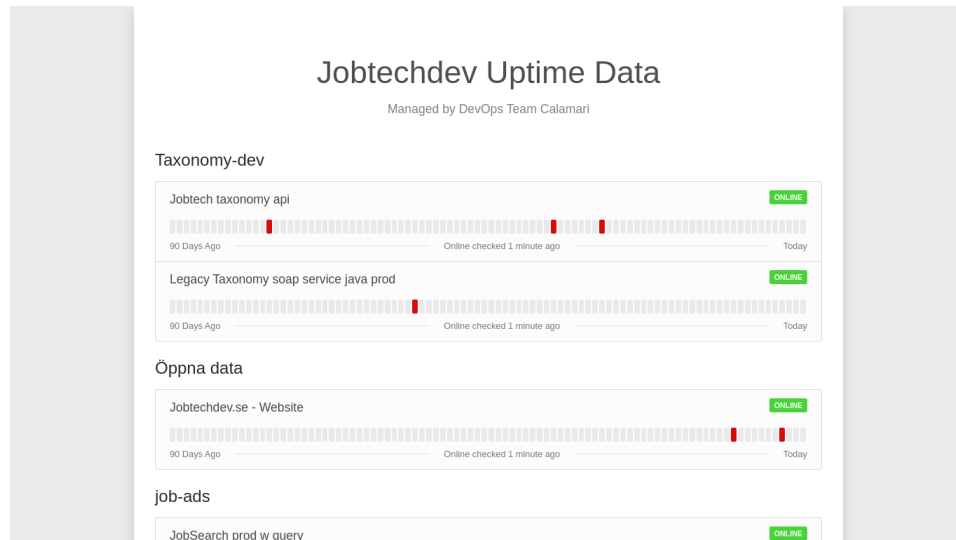 Jobtechdev Uptime Data
Managed by DevOps Team Calamari
Taxonomy-dev
Jobtech taxonomy api
ONLINE
90 Days Ago
Online checked 1 minute ago
Today
Legacy Taxonomy soap service java prod
ONLINE
90 Days Ago
Online checked 1 minute ago
Today
Öppna data
Jobtechdev.se - Website
ONLINE
90 Days Ago
Online checked 1 minute ago
Today
job-ads
JobSearch prod w query
ONLINE